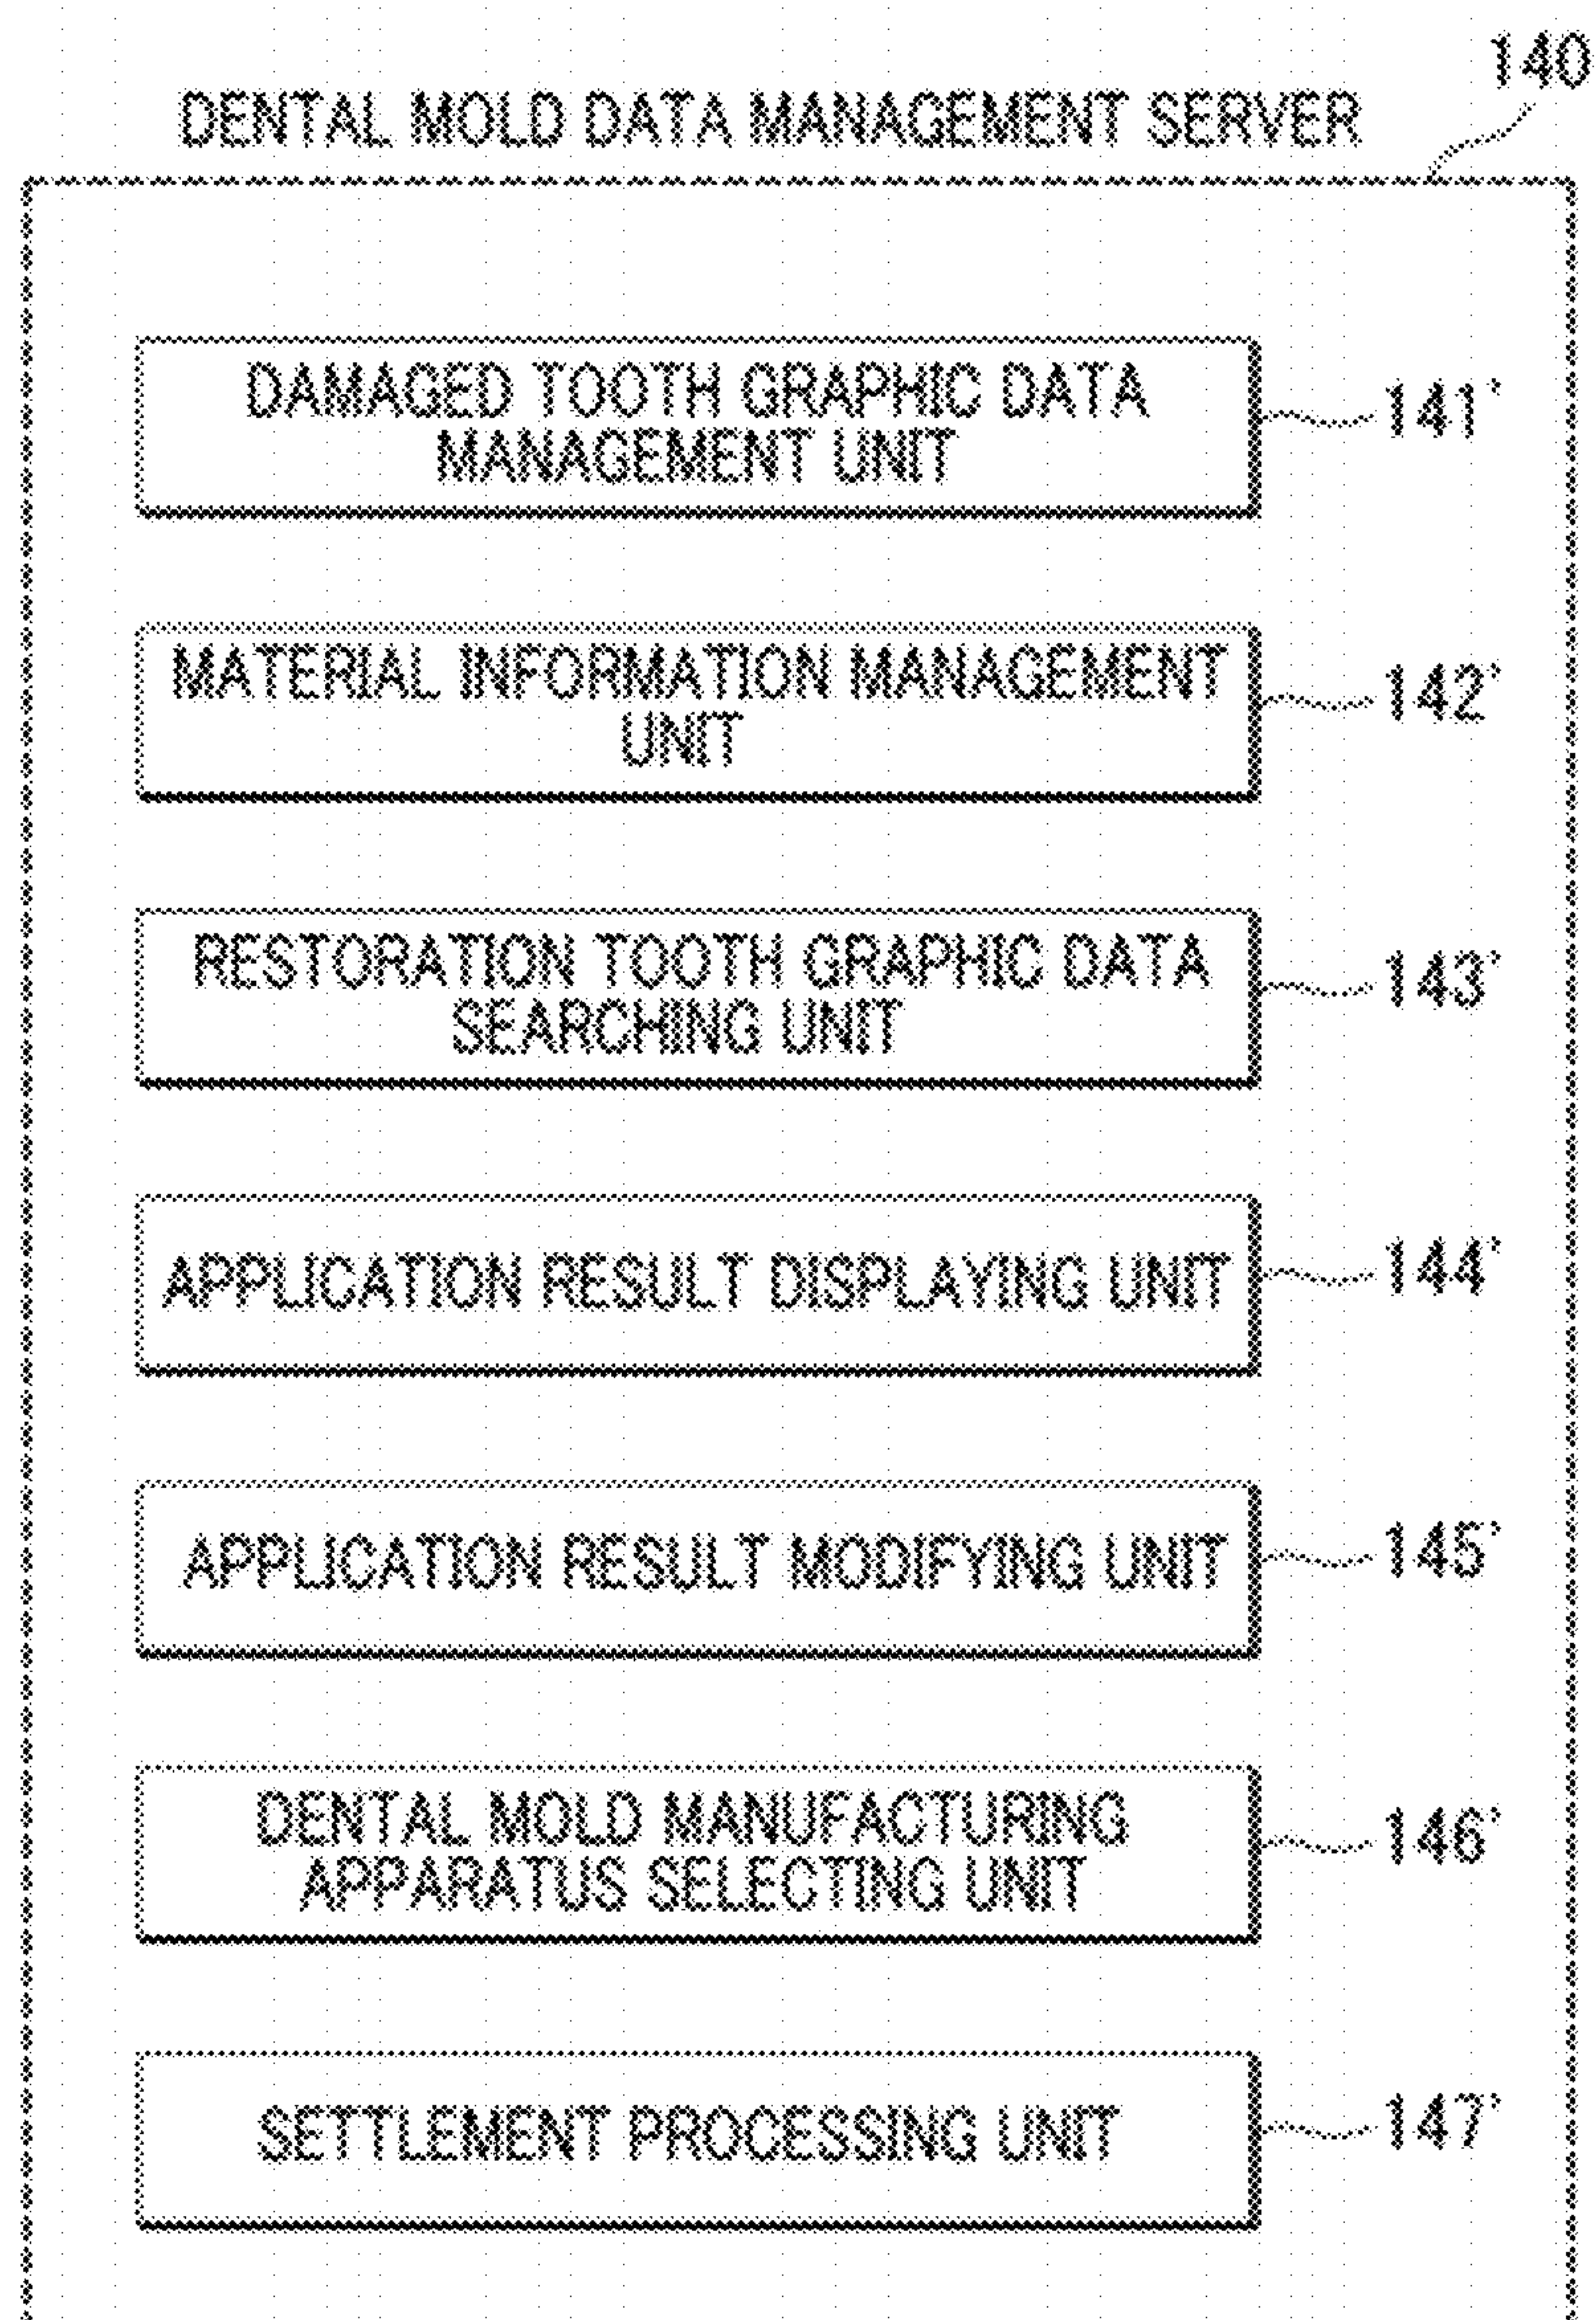 140
DENTAL MOLD DATA MANAGEMENT SERVER
DAMAGED TOOTH GRAPHIC DATA
MANAGEMENT UNIT
141'
MATERIAL INFORMATION MANAGEMENT
UNIT
142'
RESTORATION TOOTH GRAPHIC DATA
SEARCHING UNIT
143'
APPLICATION RESULT DISPLAYING UNIT
144'
APPLICATION RESULT MODIFYING UNIT
145'
DENTAL MOLD MANUFACTURING
APPARATUS SELECTING UNIT
146'
SETTLEMENT PROCESSING UNIT
147'